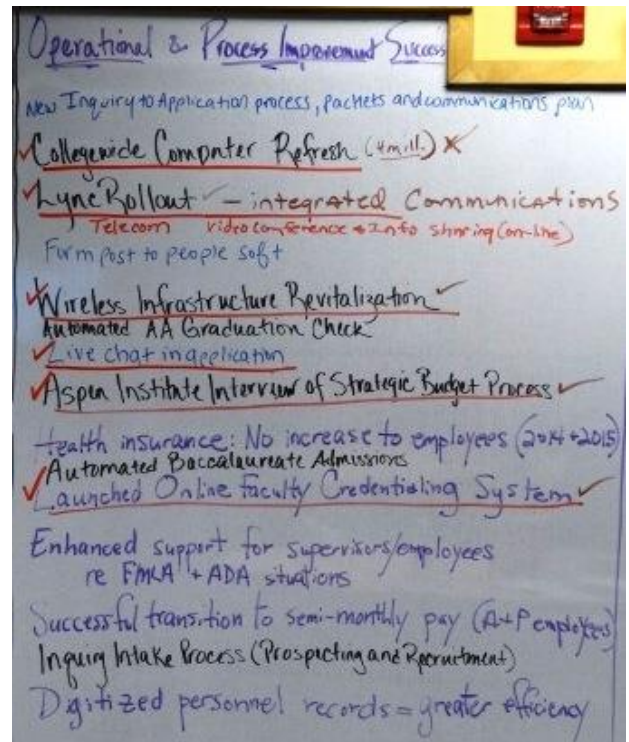 Operational & Process Improvement Success
New Inquiry to Application process, packets and communications plan
Collegewide Computer Refresh (4 mill.)
Lync Rollout - integrated Communications
Telecom videoconference + Info sharing (on-line)
Form post to people soft
Wireless Infrastructure Revitalization
Automated AA Graduation Check
Live chat in application
Aspen Institute Interview of Strategic Budget Process
Health insurance: No increase to employees (2014+2015)
Automated Baccalaureate Admissions
Launched Online Faculty Credentialing System
Enhanced support for supervisors/employees
re FMLA + ADA situations
Successful transition to semi-monthly pay (A+P employees)
Inquiry Intake Process (Prospecting and Recruitment)
Digitized personnel records = greater efficiency